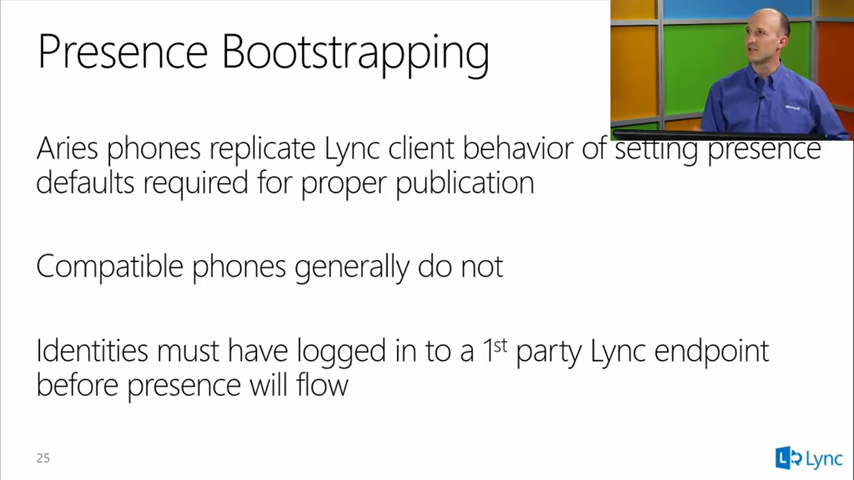 Presence Bootstrapping
Aries phones replicate Lync client behavior of setting presence
defaults required for proper publication
Compatible phones generally do not
Identities must have logged in to a 1st party Lync endpoint
before presence will flow
25
Lync